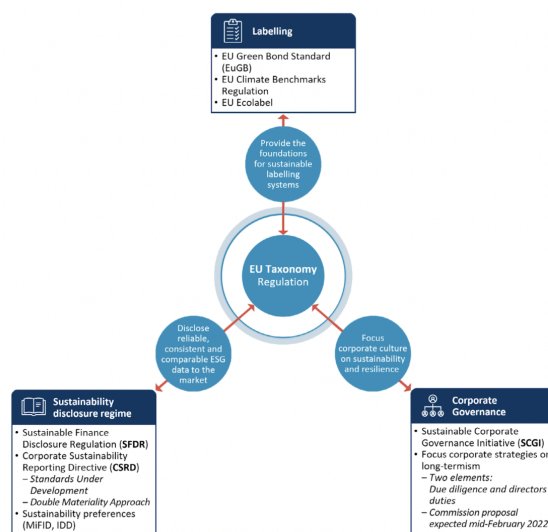 Labelling
• EU Green Bond Standard
(EuGB)
• EU Climate Benchmarks
Regulation
• EU Ecolabel
Provide the
foundations
for sustainable
labelling
systems
EU Taxonomy
Regulation
Disclose
reliable,
consistent and
comparable ESG
data to the
market
Focus
corporate culture
on sustainability
and resilience
Sustainability
disclosure regime
• Sustainable Finance
Disclosure Regulation (SFDR)
• Corporate Sustainability
Reporting Directive (CSRD)
– Standards Under
Development
– Double Materiality Approach
• Sustainability preferences
(MiFID, IDD)
Corporate
Governance
• Sustainable Corporate
Governance Initiative (SCGI)
• Focus corporate strategies on
long-termism
– Two elements:
Due diligence and directors
duties
– Commission proposal
expected mid-February 2022